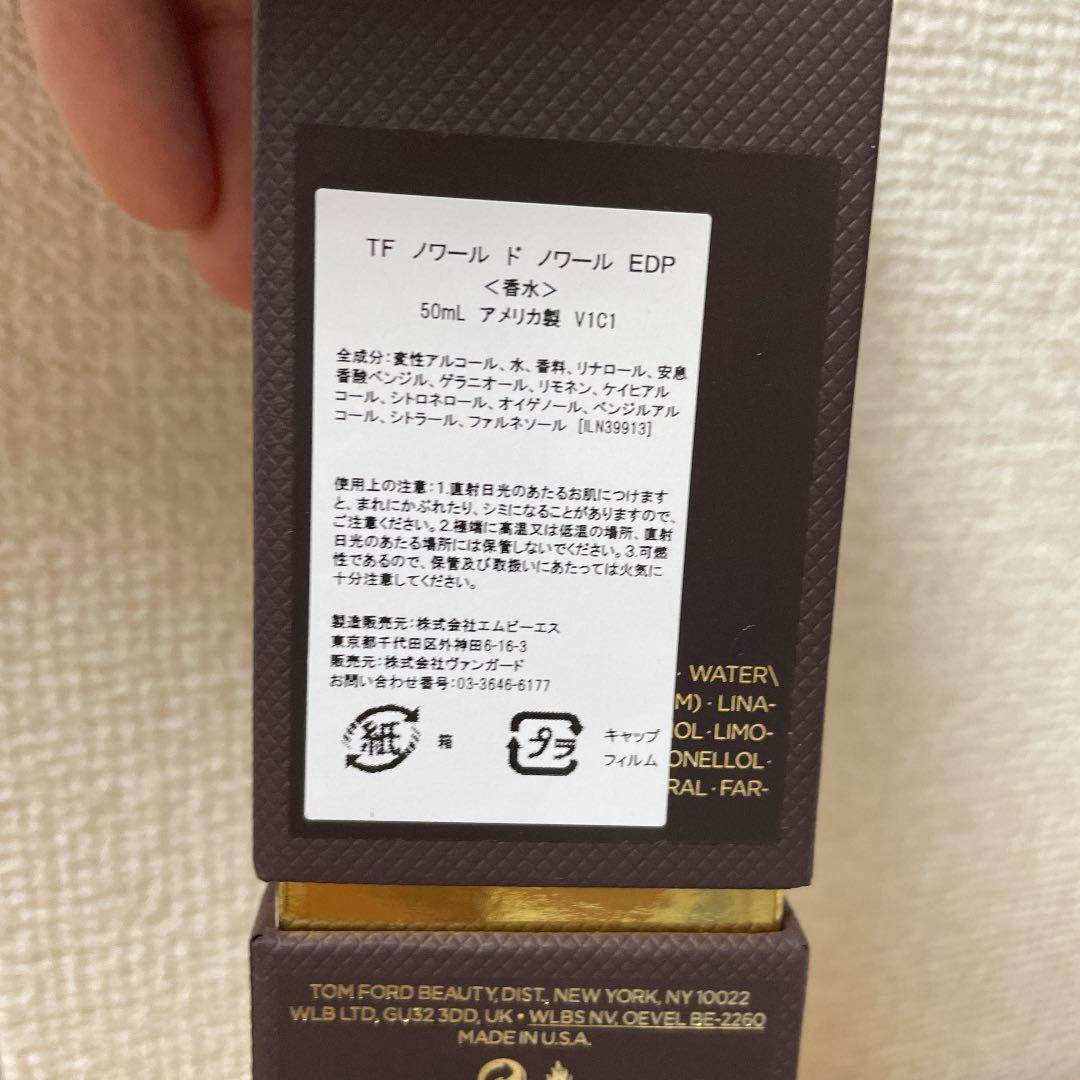 TF ノワール ド ノワール EDP
＜香水＞
50mL アメリカ製 V1C1
全成分：変性アルコール、水、香料、リナロール、安息
香酸ベンジル、ゲラニオール、リモネン、ケイヒアル
コール、シトロネロール、オイゲノール、ベンジルアル
コール、シトラール、ファルネソール [ILN39913]
使用上の注意：1.直射日光のあたるお肌につけます
と、まれにかぶれたり、シミになることがありますので、
ご注意ください。2.極端に高温又は低温の場所、直射
日光のあたる場所には保管しないでください。3.可燃
性であるので、保管及び取扱いにあたっては火気に
十分注意してください。
製造販売元：株式会社エムピーエス
東京都千代田区外神田6-16-3
販売元：株式会社ヴァンガード
お問い合わせ番号：03-3646-6177
紙 箱
プラ キャップ
フィルム
· WATER\
M) · LINA-
OL · LIMO-
ONELLOL ·
RAL · FAR-
TOM FORD BEAUTY, DIST., NEW YORK, NY 10022
WLB LTD, GU32 3DD, UK • WLBS NV. OEVEL BE-2260
MADE IN U.S.A.